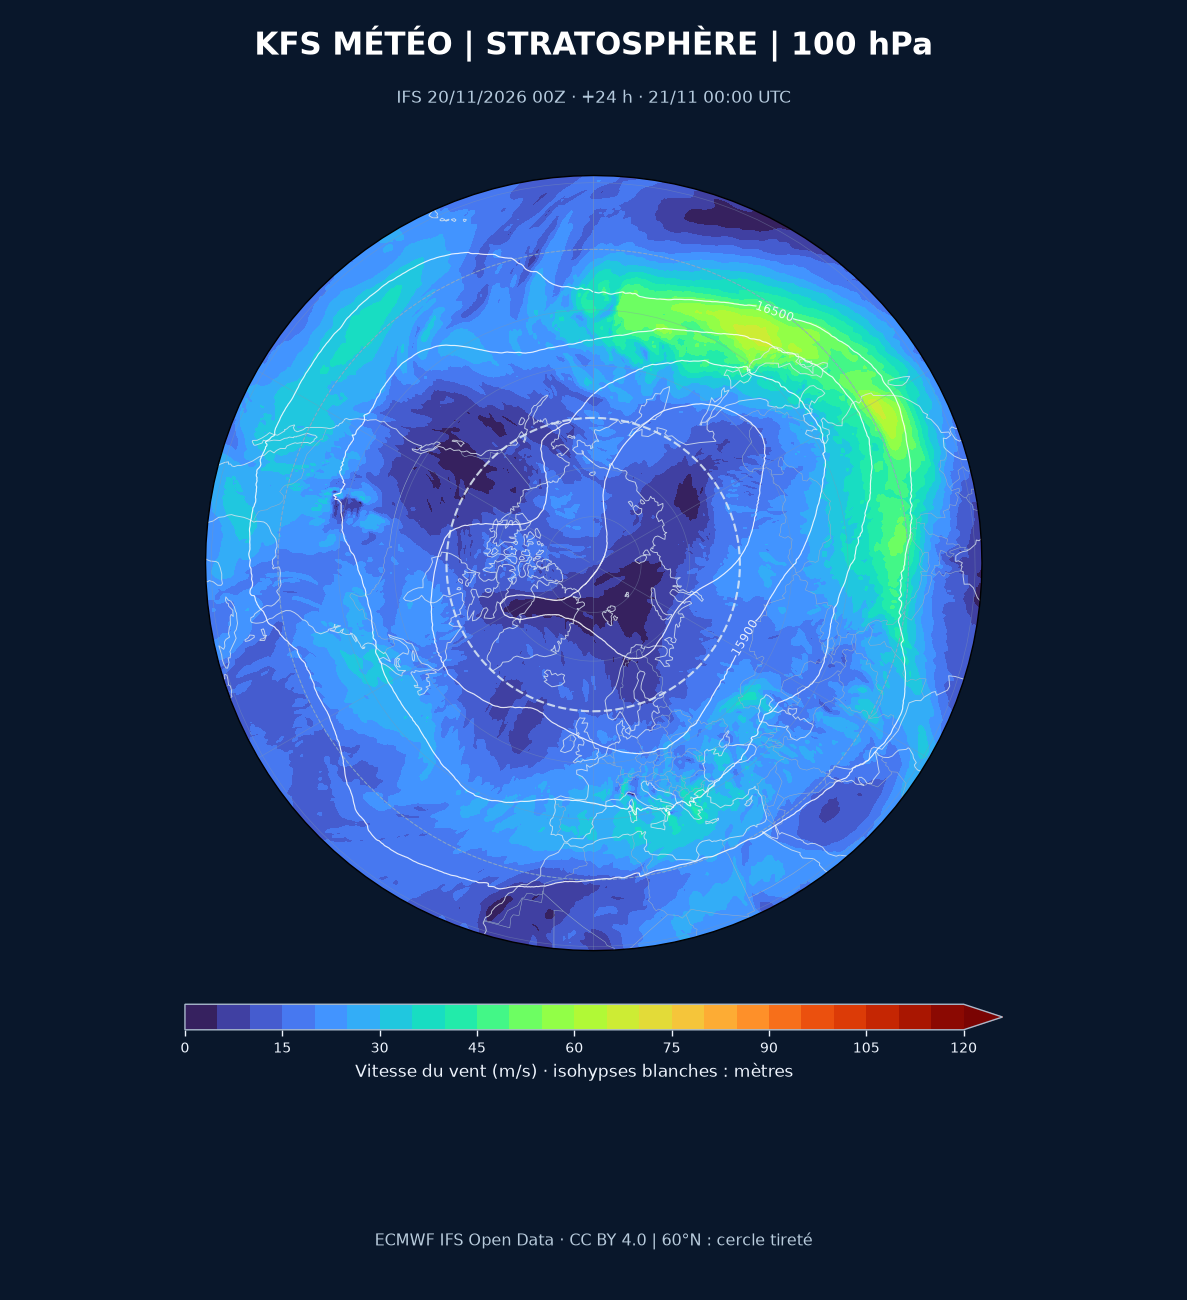 KFS MÉTÉO | STRATOSPHÈRE | 100 hPa
IFS 20/11/2026 00Z · +24 h · 21/11 00:00 UTC
16500
15900
0 15 30 45 60 75 90 105 120
Vitesse du vent (m/s) · isohypses blanches : mètres
ECMWF IFS Open Data · CC BY 4.0 | 60°N : cercle tireté